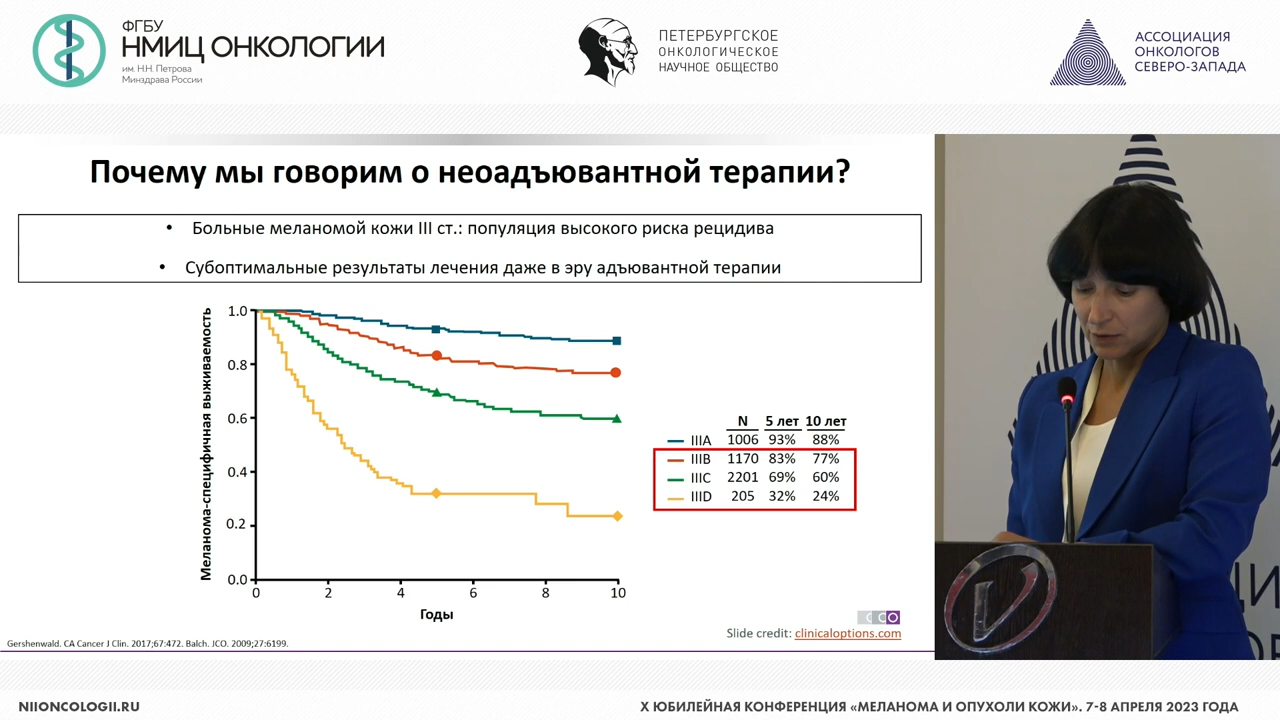 ФГБУ
НМИЦ ОНКОЛОГИИ
им. Н.Н. Петрова
Минздрава России
ПЕТЕРБУРГСКОЕ
ОНКОЛОГИЧЕСКОЕ
НАУЧНОЕ ОБЩЕСТВО
АССОЦИАЦИЯ
ОНКОЛОГОВ
СЕВЕРО-ЗАПАДА
Почему мы говорим о неоадъювантной терапии?
• Больные меланомой кожи III ст.: популяция высокого риска рецидива
• Субоптимальные результаты лечения даже в эру адъювантной терапии
Меланома-специфичная выживаемость
1.0
0.8
0.6
0.4
0.2
0.0
0 2 4 6 8 10
Годы
N 5 лет 10 лет
IIIA 1006 93% 88%
IIIB 1170 83% 77%
IIIC 2201 69% 60%
IIID 205 32% 24%
CCO
Slide credit: clinicaloptions.com
Gershenwald. CA Cancer J Clin. 2017;67:472. Balch. JCO. 2009;27:6199.
V
NIIONCOLOGII.RU
X ЮБИЛЕЙНАЯ КОНФЕРЕНЦИЯ «МЕЛАНОМА И ОПУХОЛИ КОЖИ». 7-8 АПРЕЛЯ 2023 ГОДА